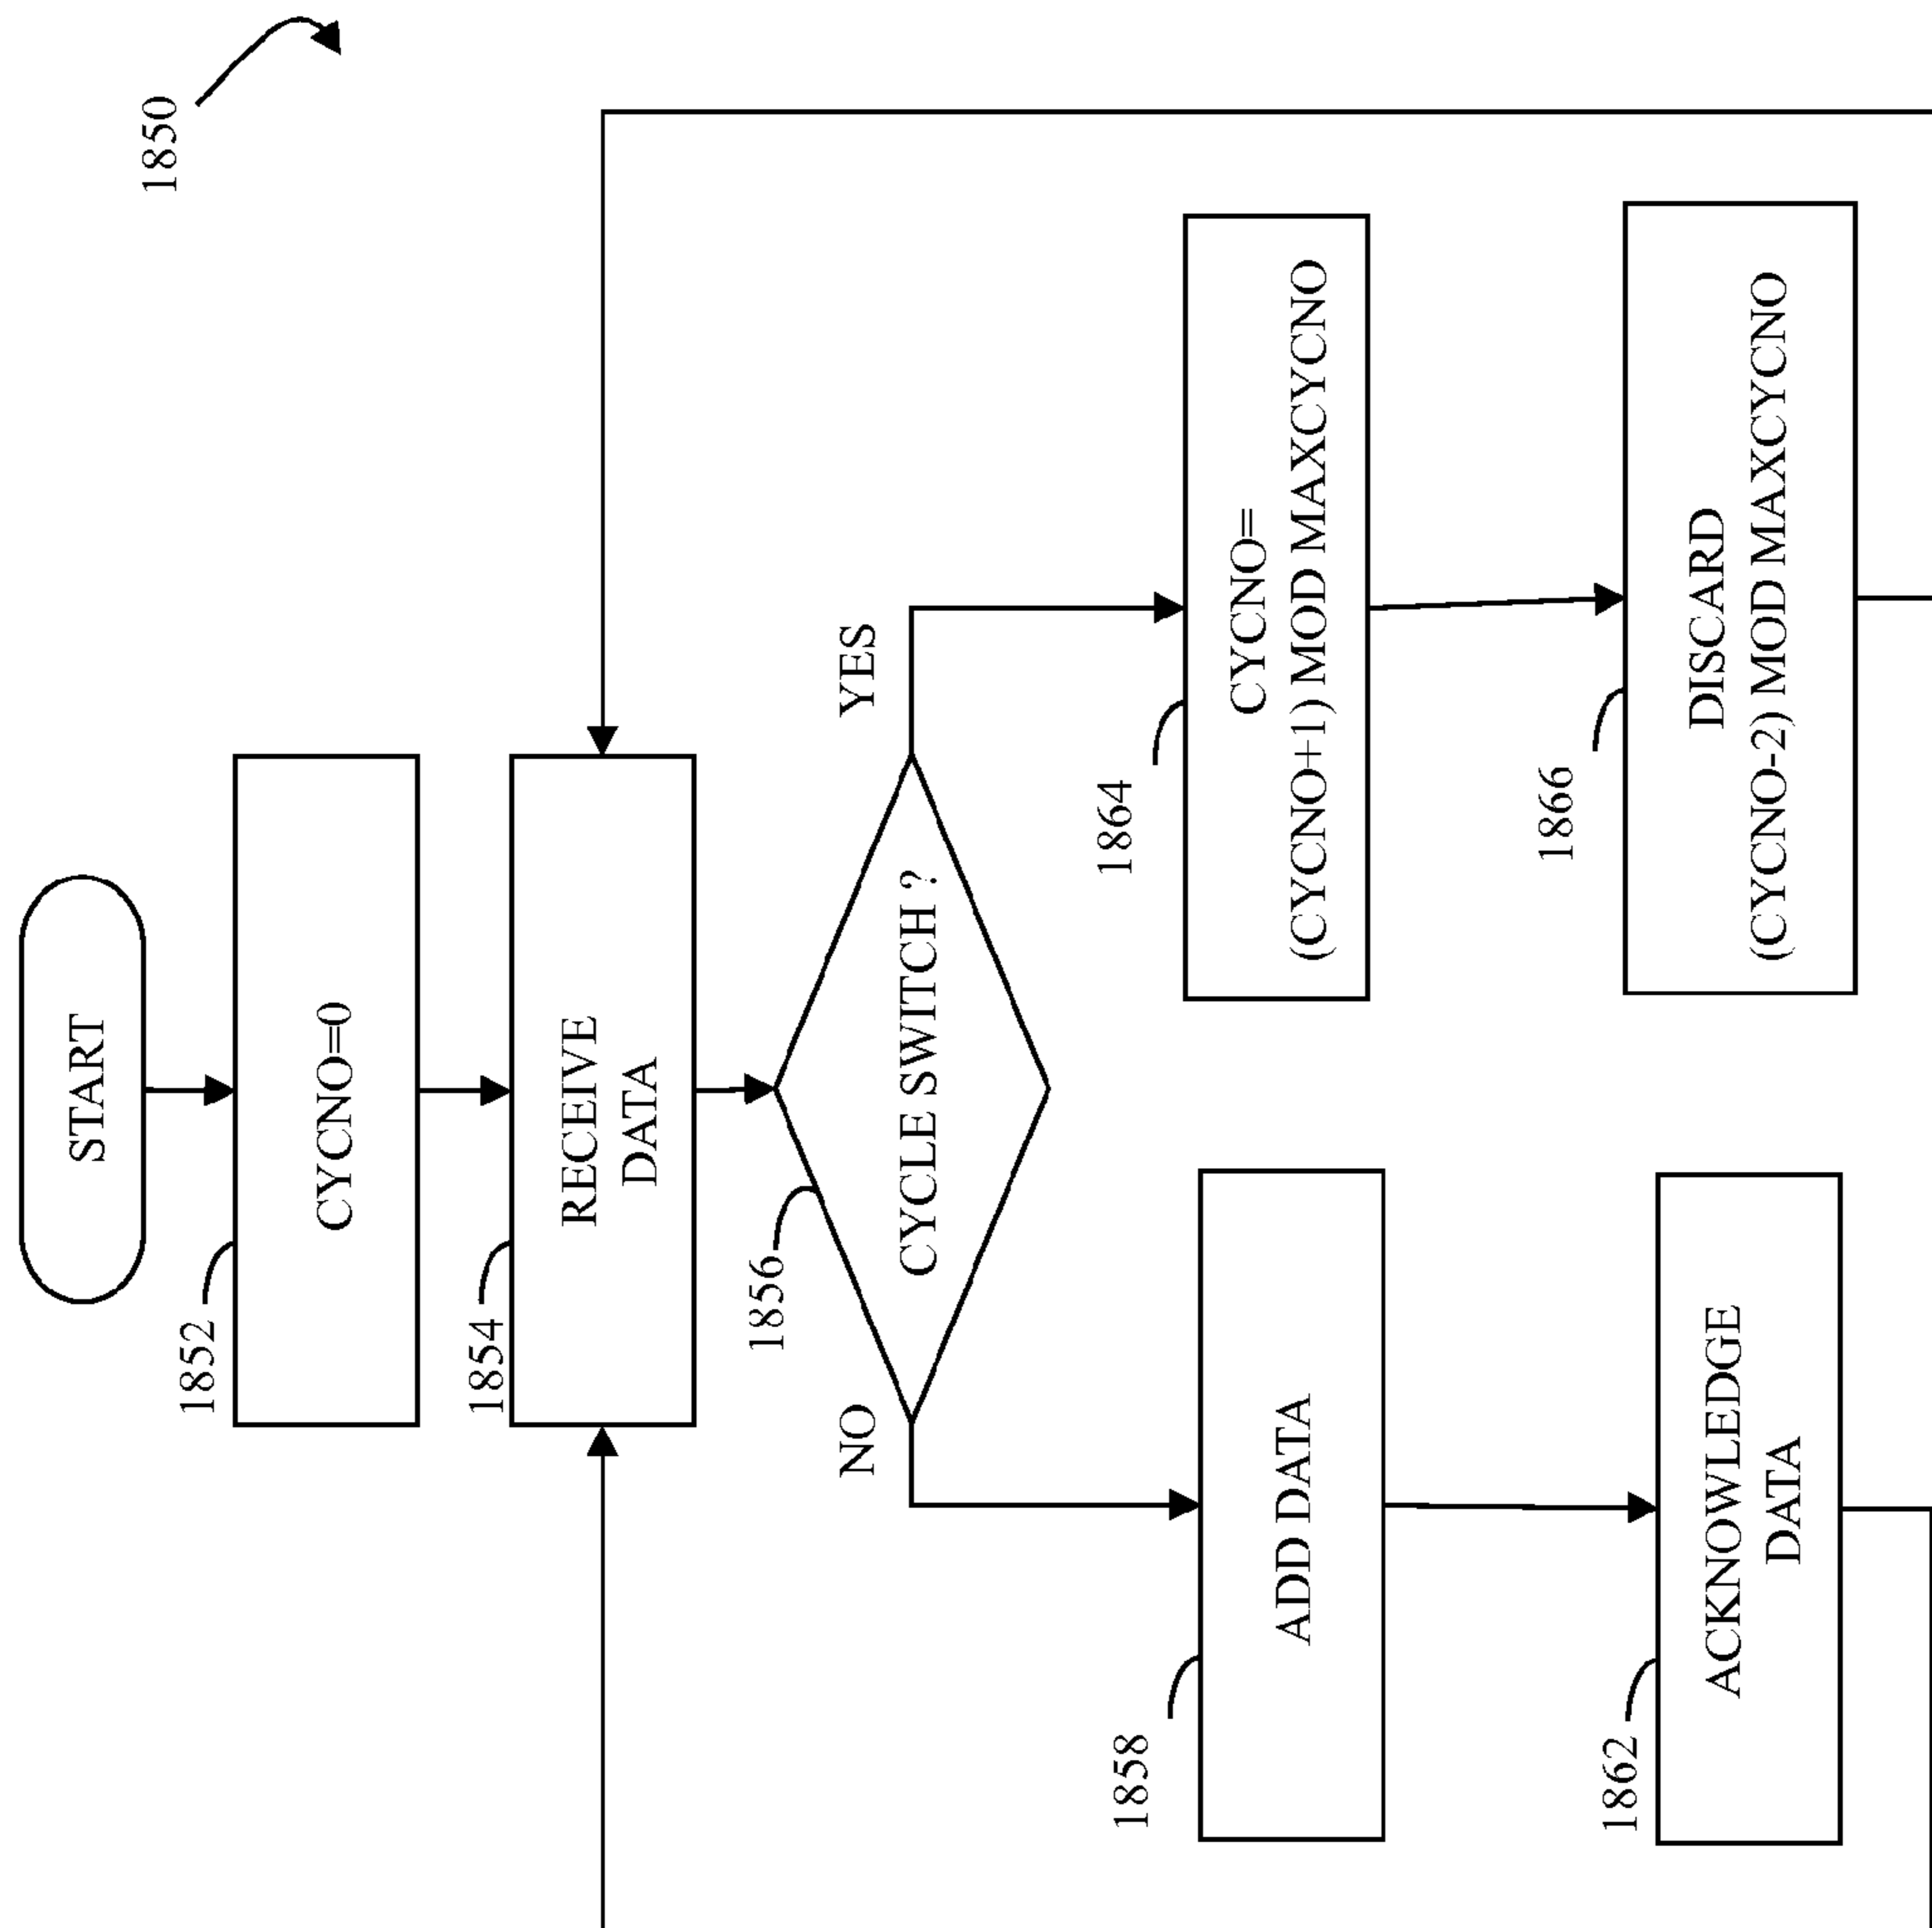 1850
START
1852
CYCNO=0
1854
RECEIVE
DATA
1856
CYCLE SWITCH ?
NO
YES
1858
ADD DATA
1864
CYCNO=
(CYCNO+1) MOD MAXCYCNO
1862
ACKNOWLEDGE
DATA
1866
DISCARD
(CYCNO-2) MOD MAXCYCNO